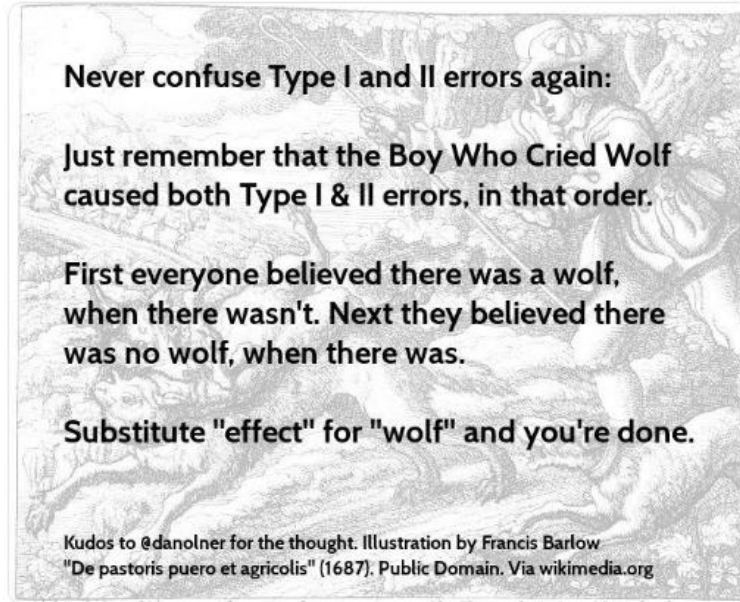 Never confuse Type I and II errors again:
Just remember that the Boy Who Cried Wolf
caused both Type I & II errors, in that order.
First everyone believed there was a wolf,
when there wasn't. Next they believed there
was no wolf, when there was.
Substitute "effect" for "wolf" and you're done.
Kudos to @danolner for the thought. Illustration by Francis Barlow
"De pastoris puero et agricolis" (1687). Public Domain. Via wikimedia.org